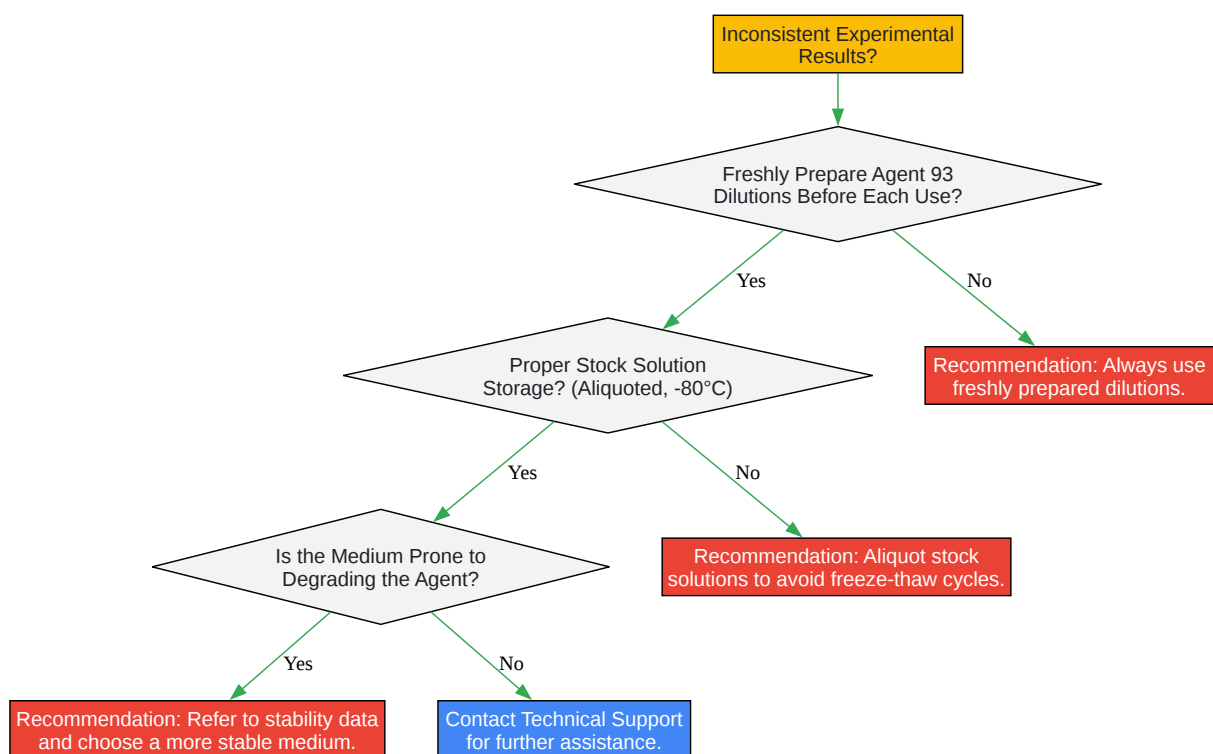 Inconsistent Experimental
Results?
Freshly Prepare Agent 93
Dilutions Before Each Use?
Yes
No
Proper Stock Solution
Storage? (Aliquoted, -80°C)
Recommendation: Always use
freshly prepared dilutions.
Yes
No
Is the Medium Prone to
Degrading the Agent?
Recommendation: Aliquot stock
solutions to avoid freeze-thaw cycles.
Yes
No
Recommendation: Refer to stability data
and choose a more stable medium.
Contact Technical Support
for further assistance.